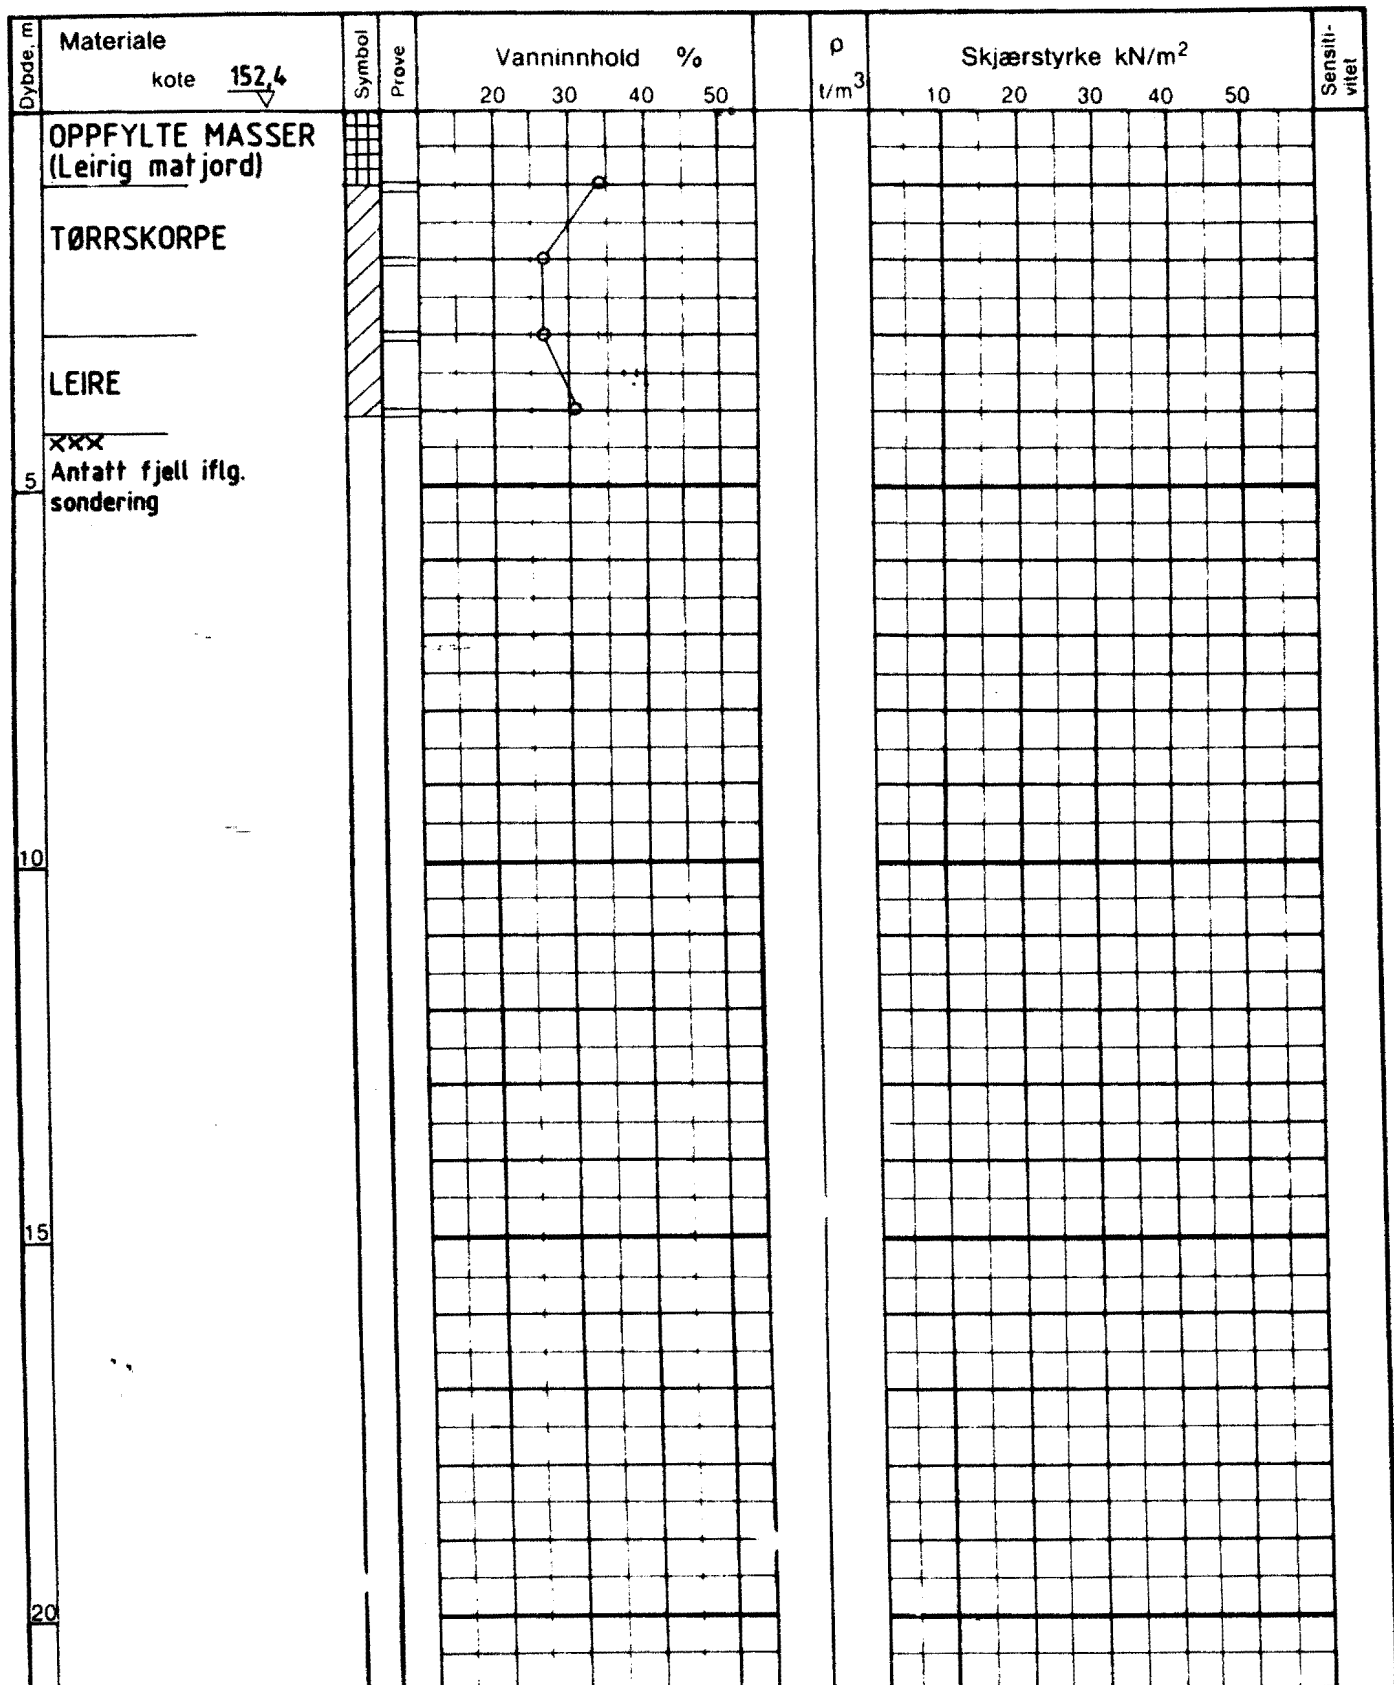 Dybde, m
Materiale
kote 152,4
Symbol
Prøve
Vanninnhold %
20 30 40 50
ρ
t/m³
Skjærstyrke kN/m²
10 20 30 40 50
Sensiti-
vitet
OPPFYLTE MASSER
(Leirig matjord)
TØRRSKORPE
LEIRE
xxx
Antatt fjell iflg.
sondering
5
10
15
20